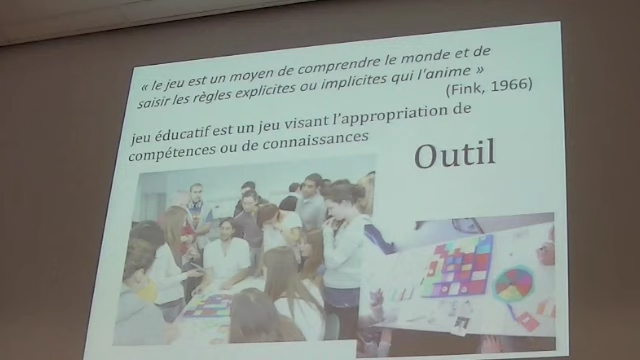 « le jeu est un moyen de comprendre le monde et de
saisir les règles explicites ou implicites qui l'anime »
(Fink, 1966)
jeu éducatif est un jeu visant l'appropriation de
compétences ou de connaissances
Outil